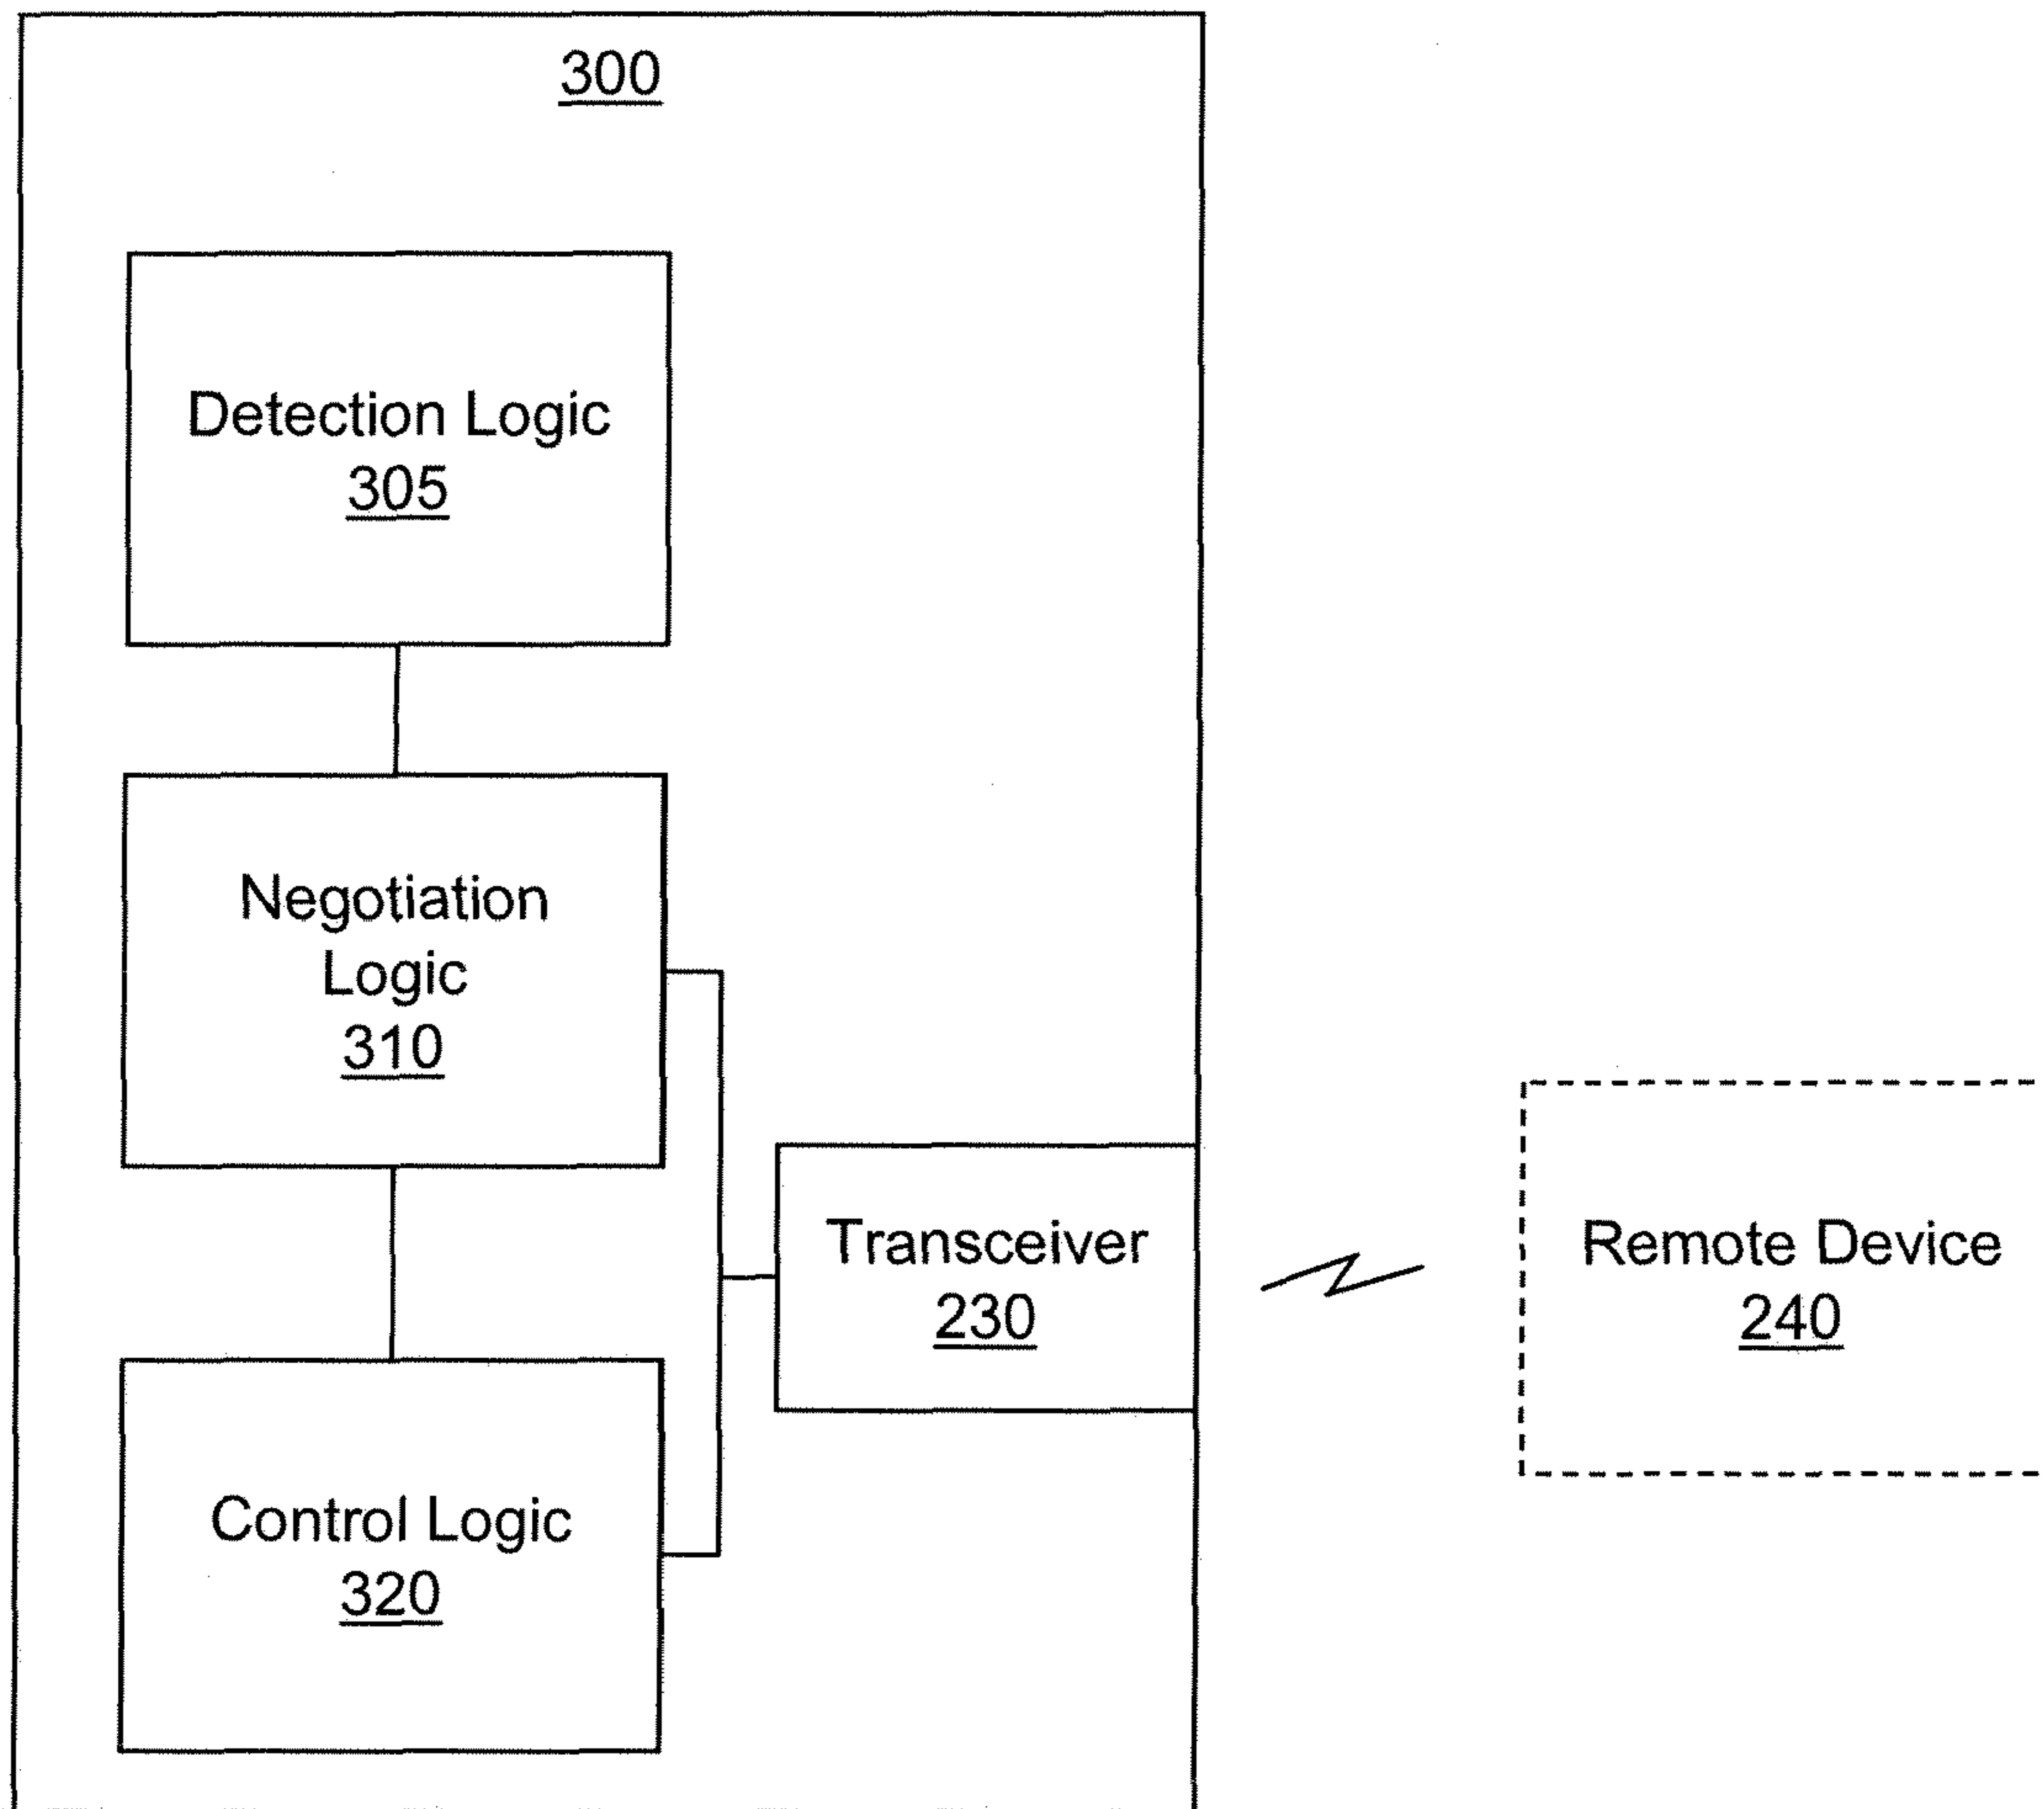 300
Detection Logic
305
Negotiation
Logic
310
Transceiver
230
Remote Device
240
Control Logic
320